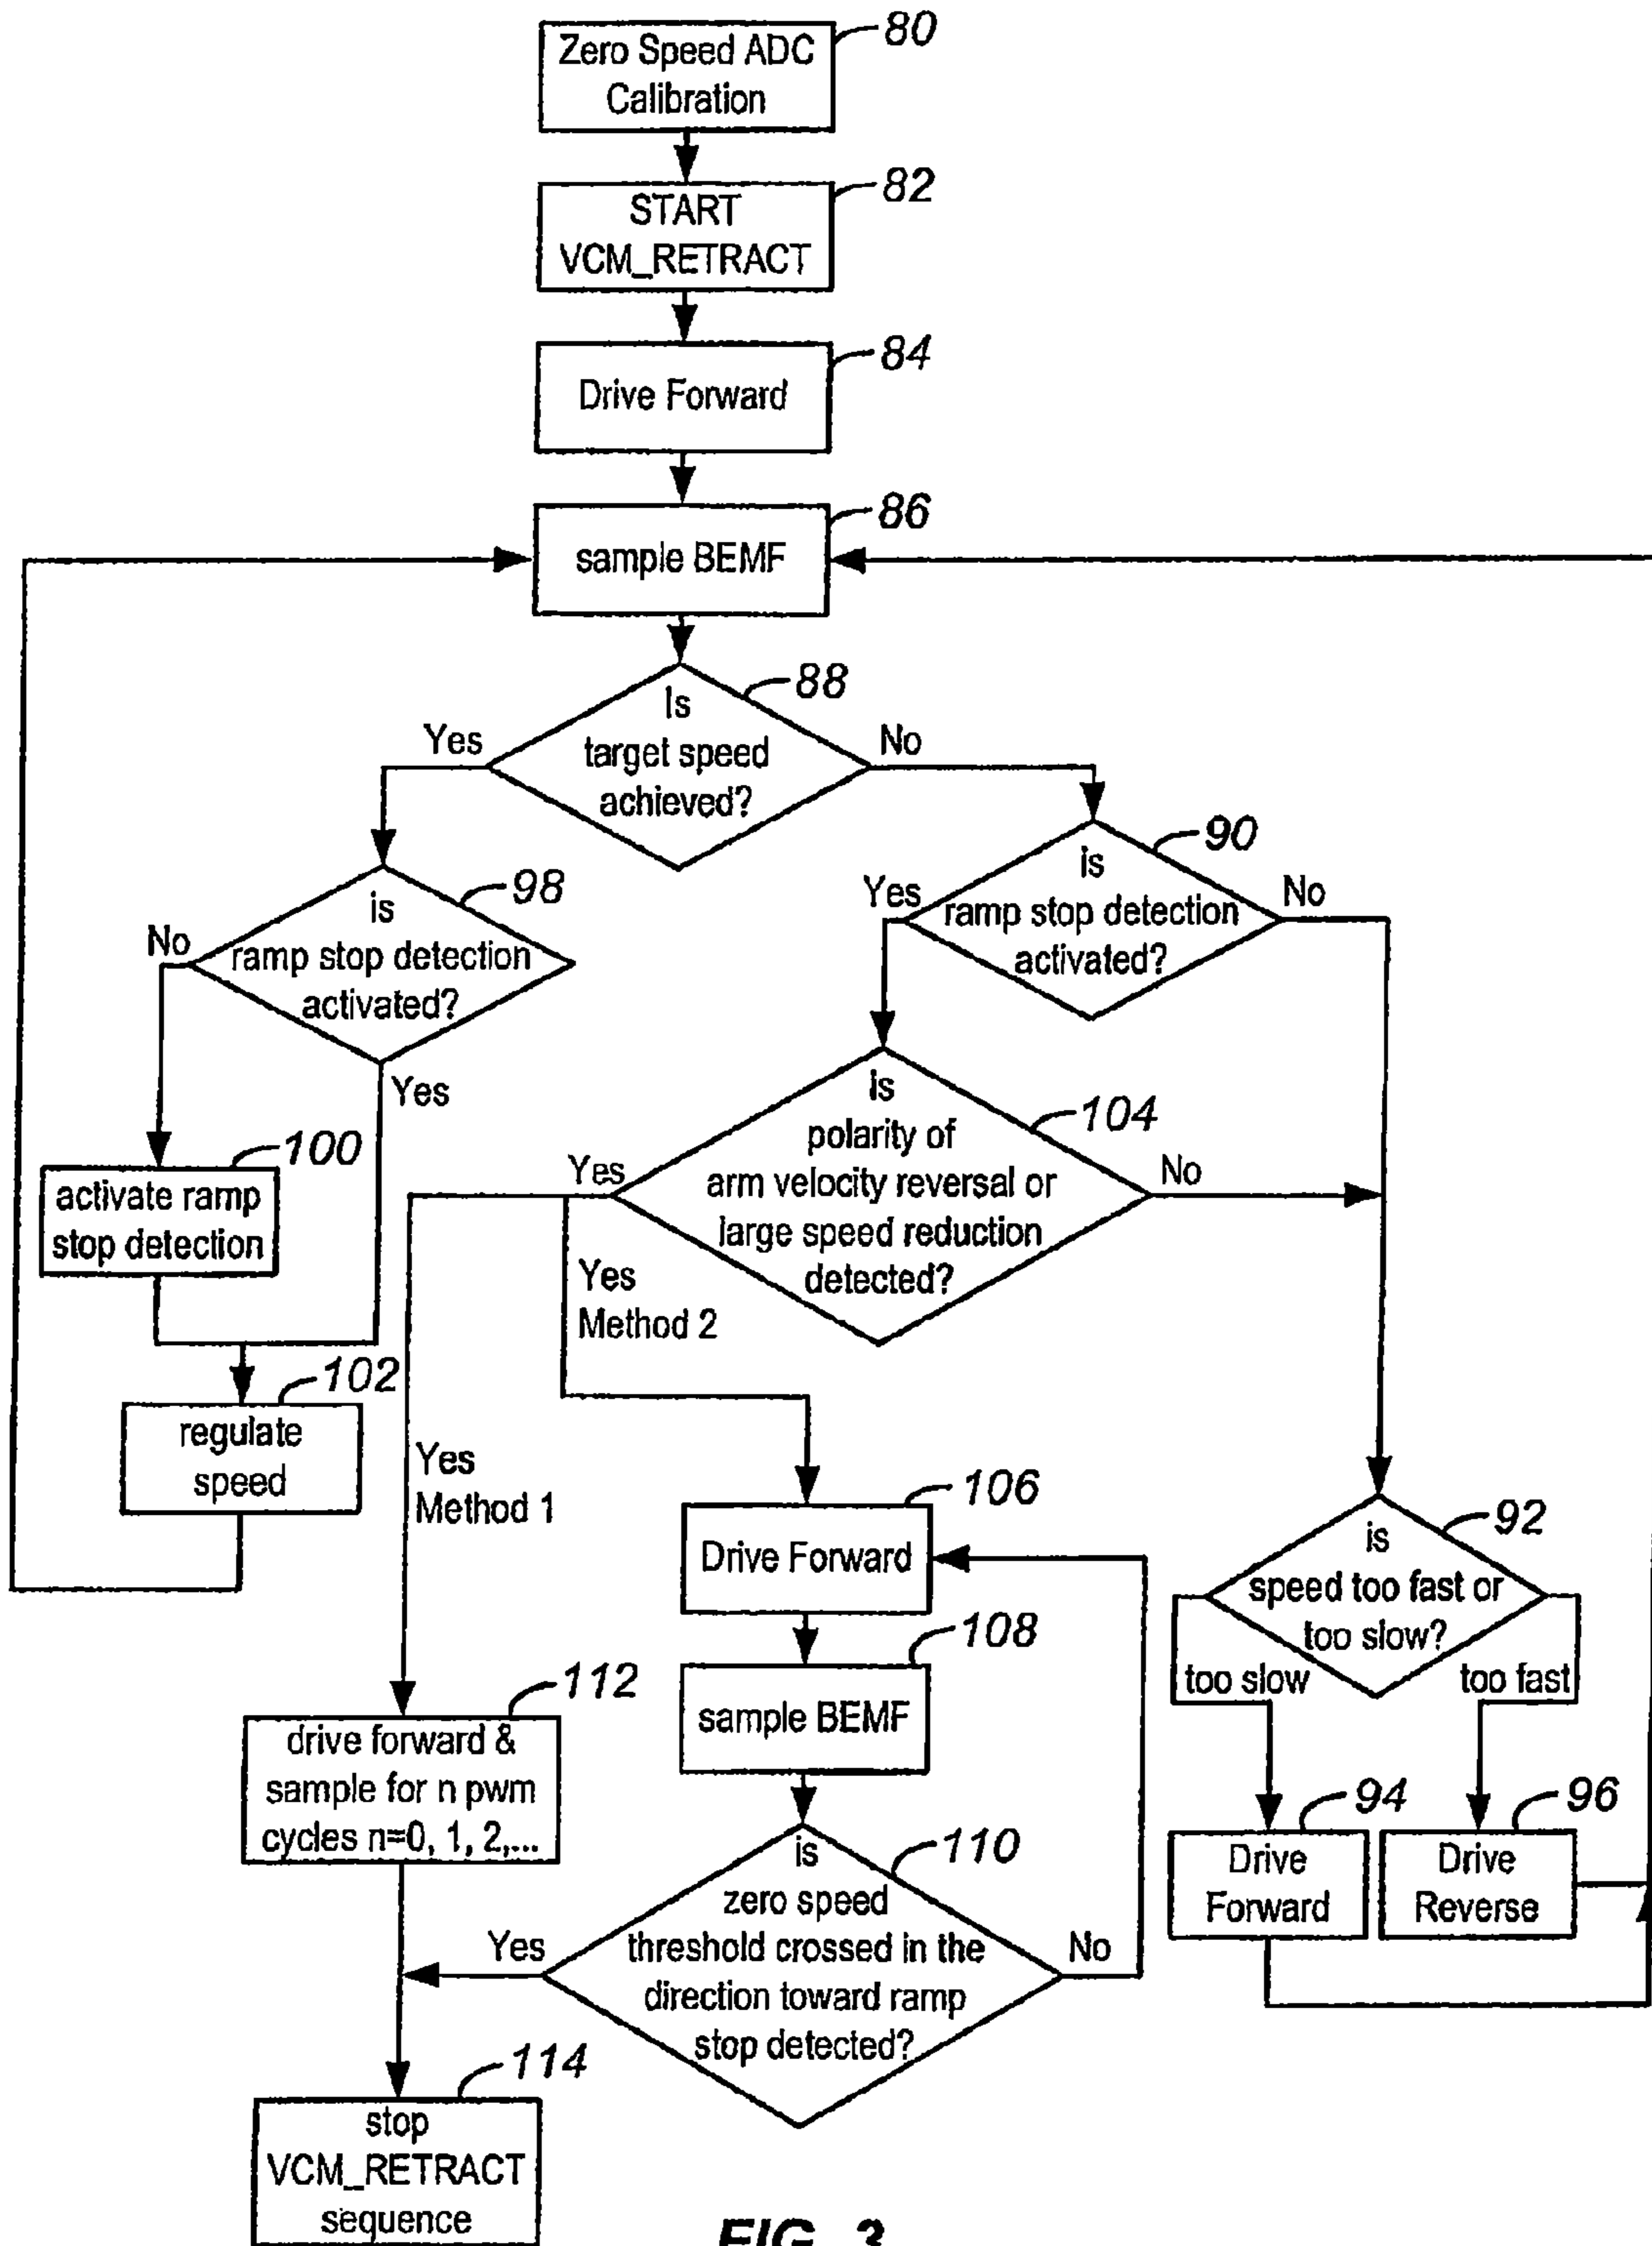 80
Zero Speed ADC
Calibration
82
START
VCM_RETRACT
84
Drive Forward
86
sample BEMF
88
Is
target speed
achieved?
Yes
No
90
is
ramp stop detection
activated?
Yes
No
98
is
ramp stop detection
activated?
No
Yes
100
activate ramp
stop detection
102
regulate
speed
104
is
polarity of
arm velocity reversal or
large speed reduction
detected?
Yes
No
Yes
Method 2
Yes
Method 1
106
Drive Forward
108
sample BEMF
92
is
speed too fast or
too slow?
too slow
too fast
94
Drive
Forward
96
Drive
Reverse
112
drive forward &
sample for n pwm
cycles n=0, 1, 2,...
110
is
zero speed
threshold crossed in the
direction toward ramp
stop detected?
Yes
No
114
stop
VCM_RETRACT
sequence
FIG. 3